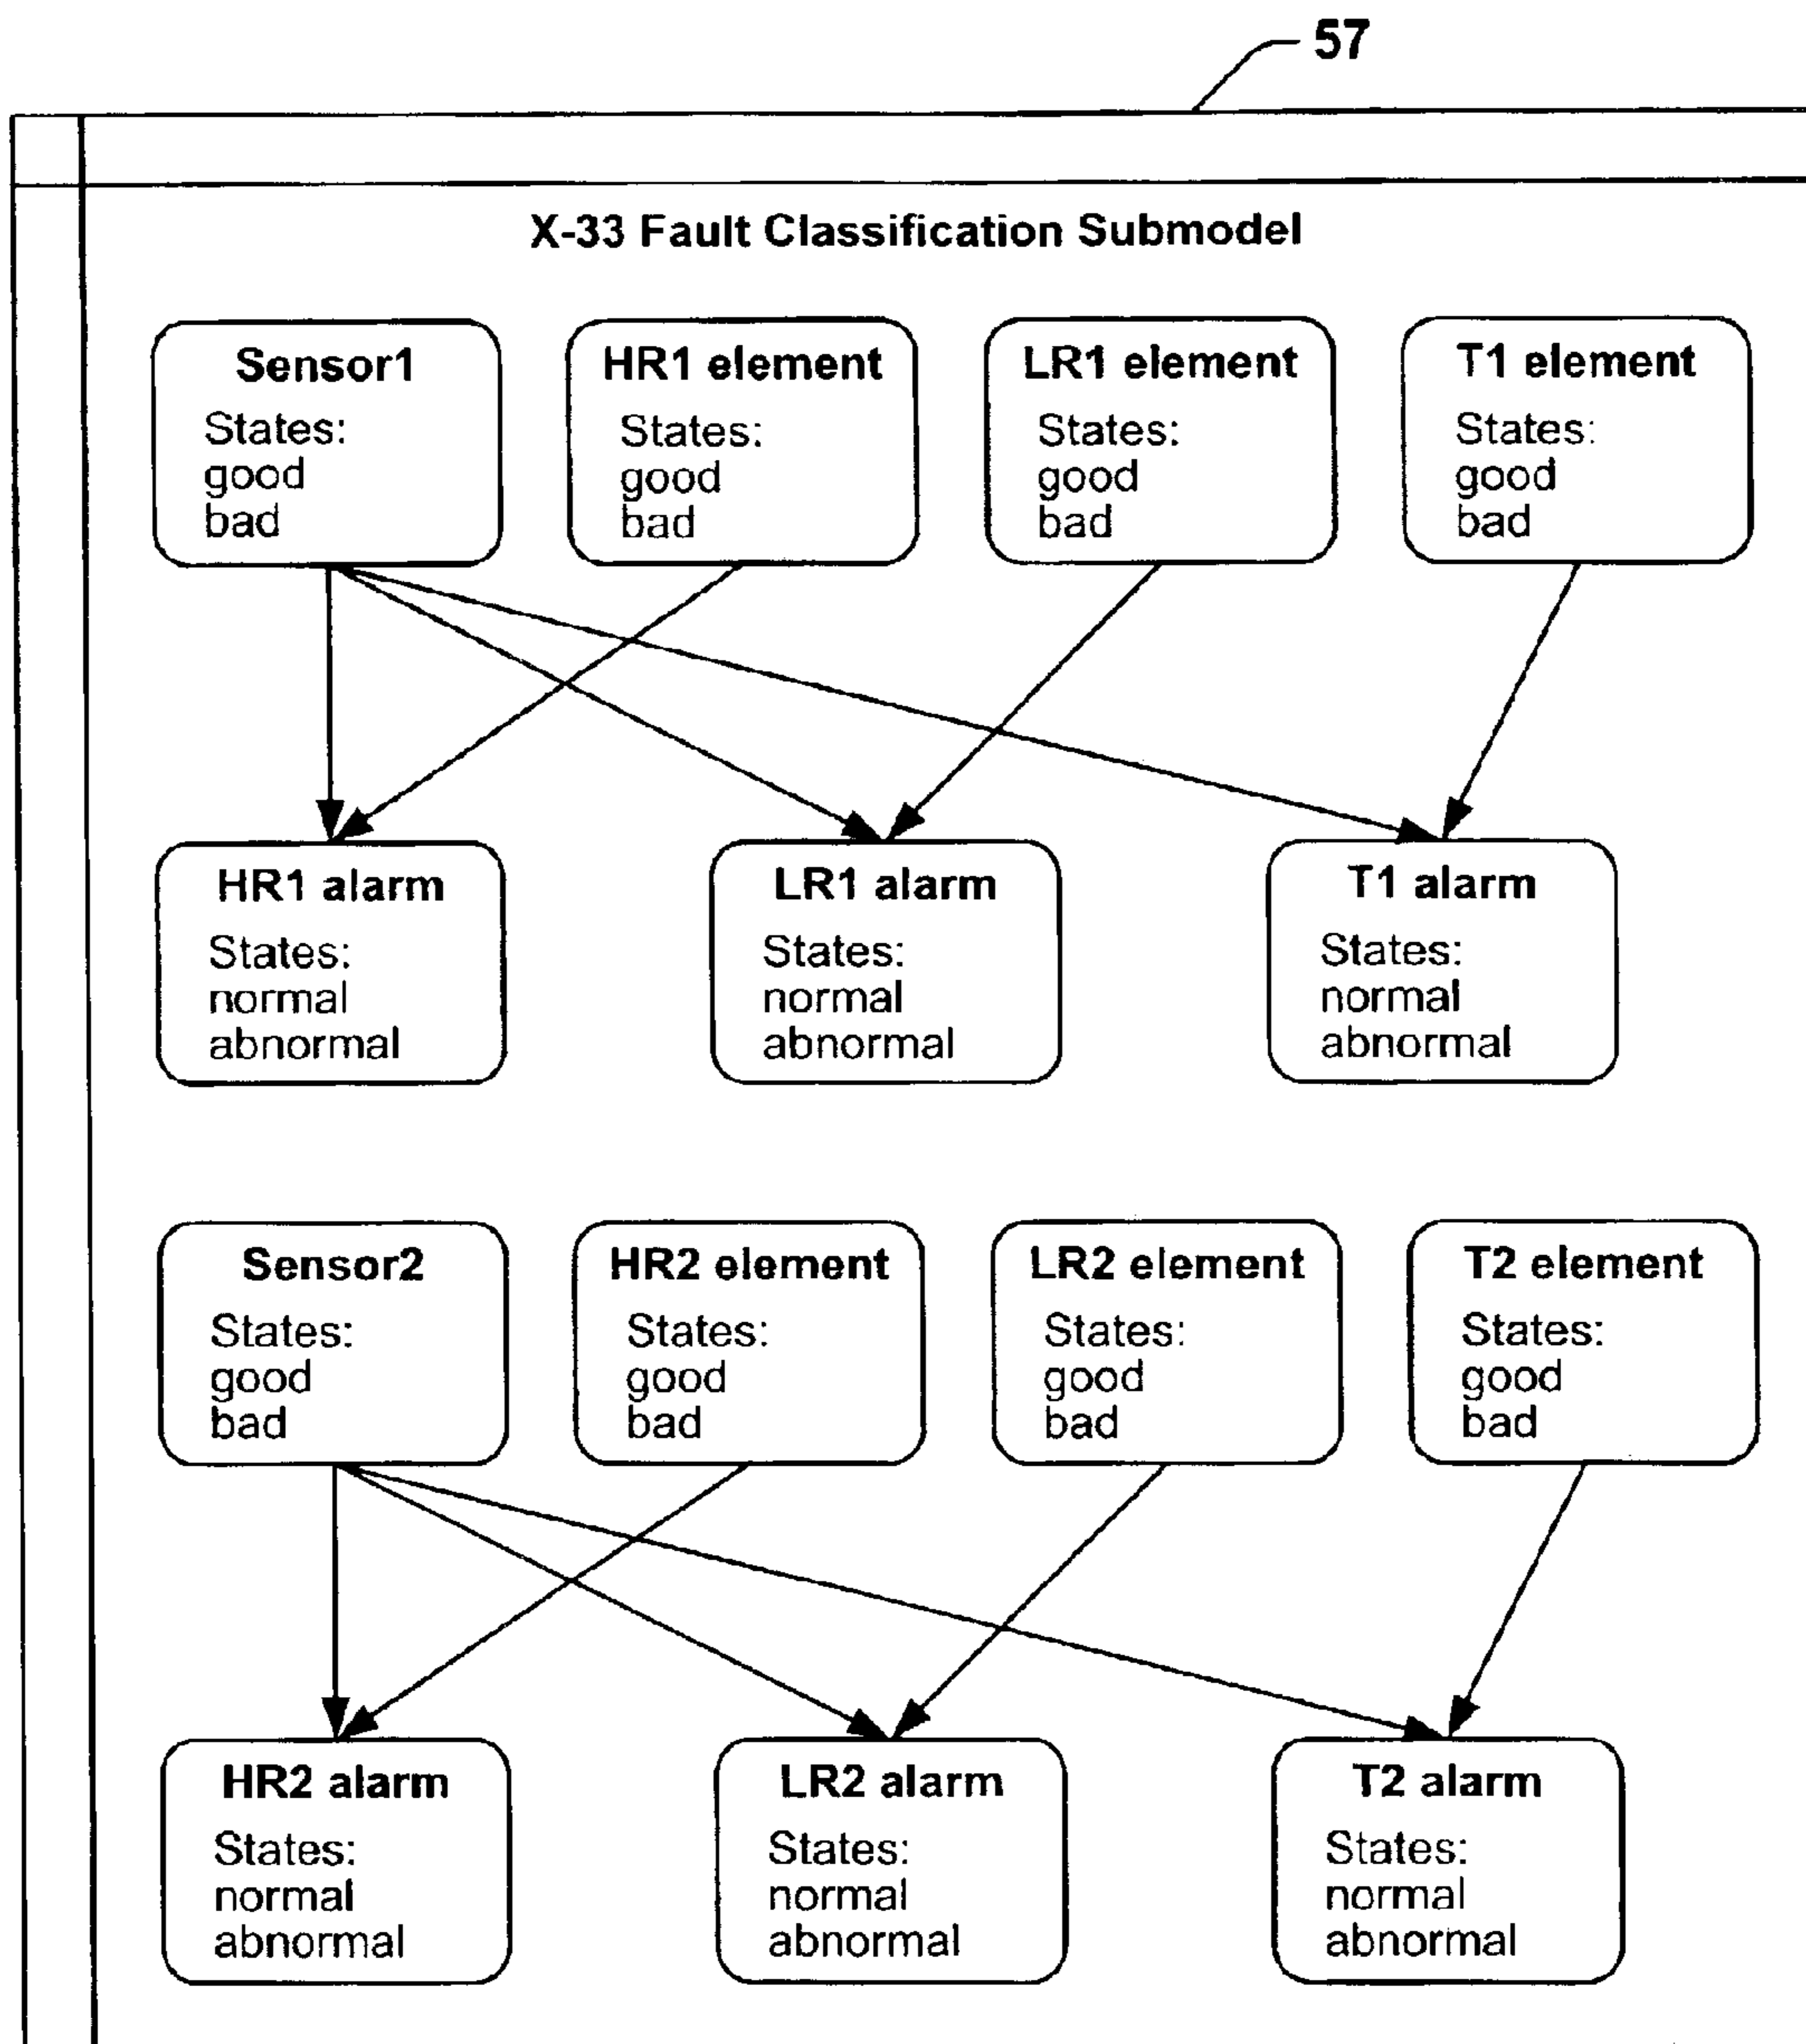 57
X-33 Fault Classification Submodel
Sensor1
States:
good
bad
HR1 element
States:
good
bad
LR1 element
States:
good
bad
T1 element
States:
good
bad
HR1 alarm
States:
normal
abnormal
LR1 alarm
States:
normal
abnormal
T1 alarm
States:
normal
abnormal
Sensor2
States:
good
bad
HR2 element
States:
good
bad
LR2 element
States:
good
bad
T2 element
States:
good
bad
HR2 alarm
States:
normal
abnormal
LR2 alarm
States:
normal
abnormal
T2 alarm
States:
normal
abnormal